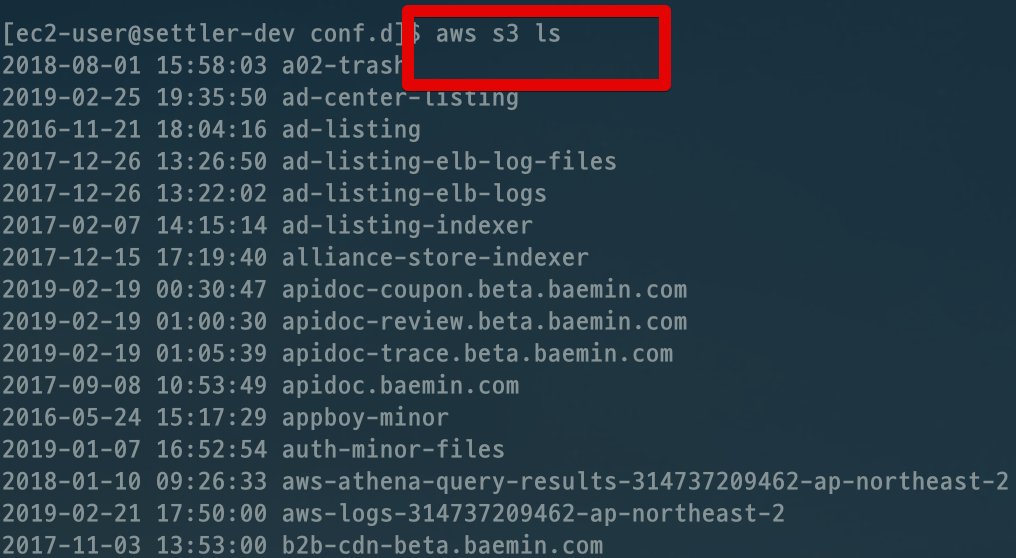 [ec2-user@settler-dev conf.d]$ aws s3 ls
2018-08-01 15:58:03 a02-trash
2019-02-25 19:35:50 ad-center-listing
2016-11-21 18:04:16 ad-listing
2017-12-26 13:26:50 ad-listing-elb-log-files
2017-12-26 13:22:02 ad-listing-elb-logs
2017-02-07 14:15:14 ad-listing-indexer
2017-12-15 17:19:40 alliance-store-indexer
2019-02-19 00:30:47 apidoc-coupon.beta.baemin.com
2019-02-19 01:00:30 apidoc-review.beta.baemin.com
2019-02-19 01:05:39 apidoc-trace.beta.baemin.com
2017-09-08 10:53:49 apidoc.baemin.com
2016-05-24 15:17:29 appboy-minor
2019-01-07 16:52:54 auth-minor-files
2018-01-10 09:26:33 aws-athena-query-results-314737209462-ap-northeast-2
2019-02-21 17:50:00 aws-logs-314737209462-ap-northeast-2
2017-11-03 13:53:00 b2b-cdn-beta.baemin.com